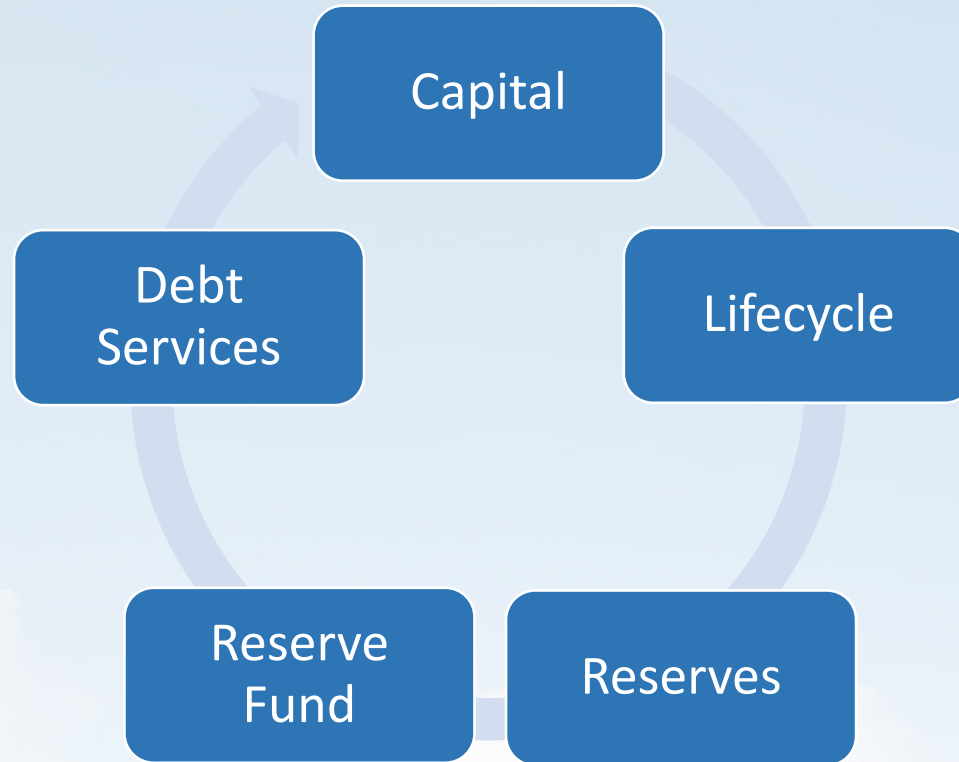 Capital
Lifecycle
Reserves
Reserve
Fund
Debt
Services